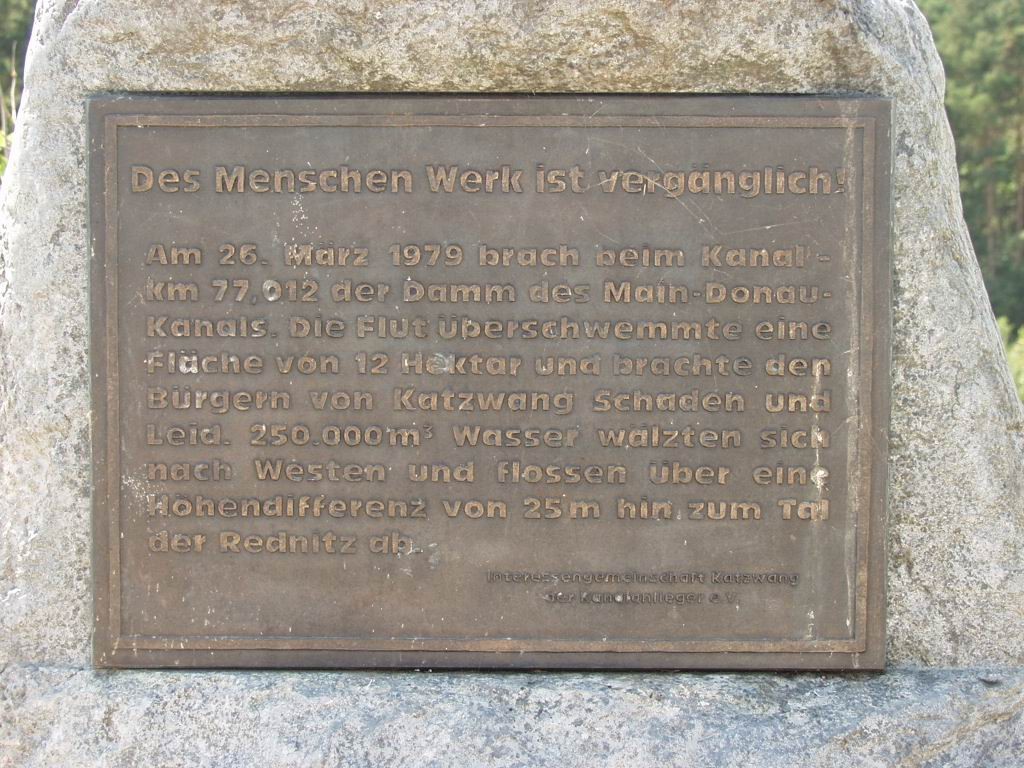 Des Menschen Werk ist vergänglich!
Am 26. März 1979 brach beim Kanal-
km 77,012 der Damm des Main-Donau-
Kanals. Die Flut überschwemmte eine
Fläche von 12 Hektar und brachte den
Bürgern von Katzwang Schaden und
Leid. 250.000m³ Wasser wälzten sich
nach Westen und flossen über eine
Höhendifferenz von 25m hin zum Tal
der Rednitz ab.
Interessengemeinschaft Katzwang
der Kanalanlieger e.V.